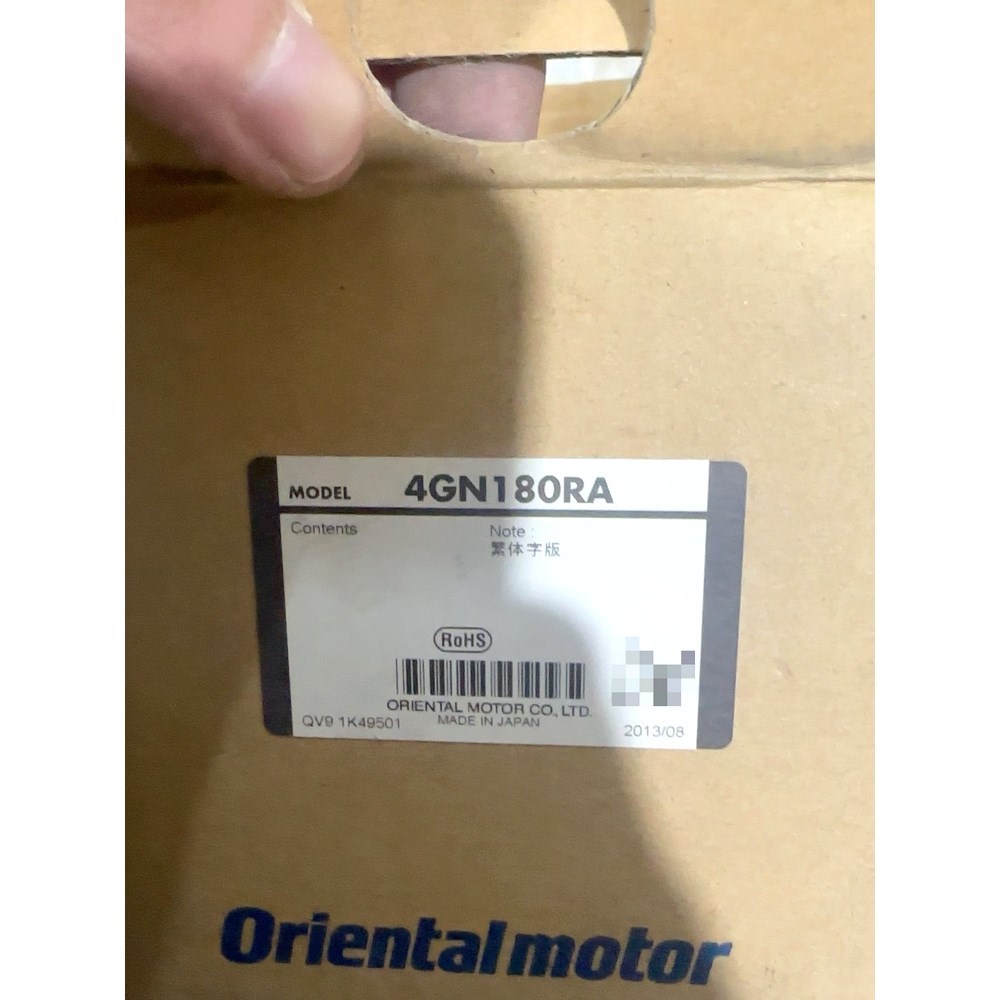 MODEL 4GN180RA
Contents Note :
繁体字版
RoHS
ORIENTAL MOTOR CO., LTD.
QV9 1K49501 MADE IN JAPAN 2013/08
Orientalmotor